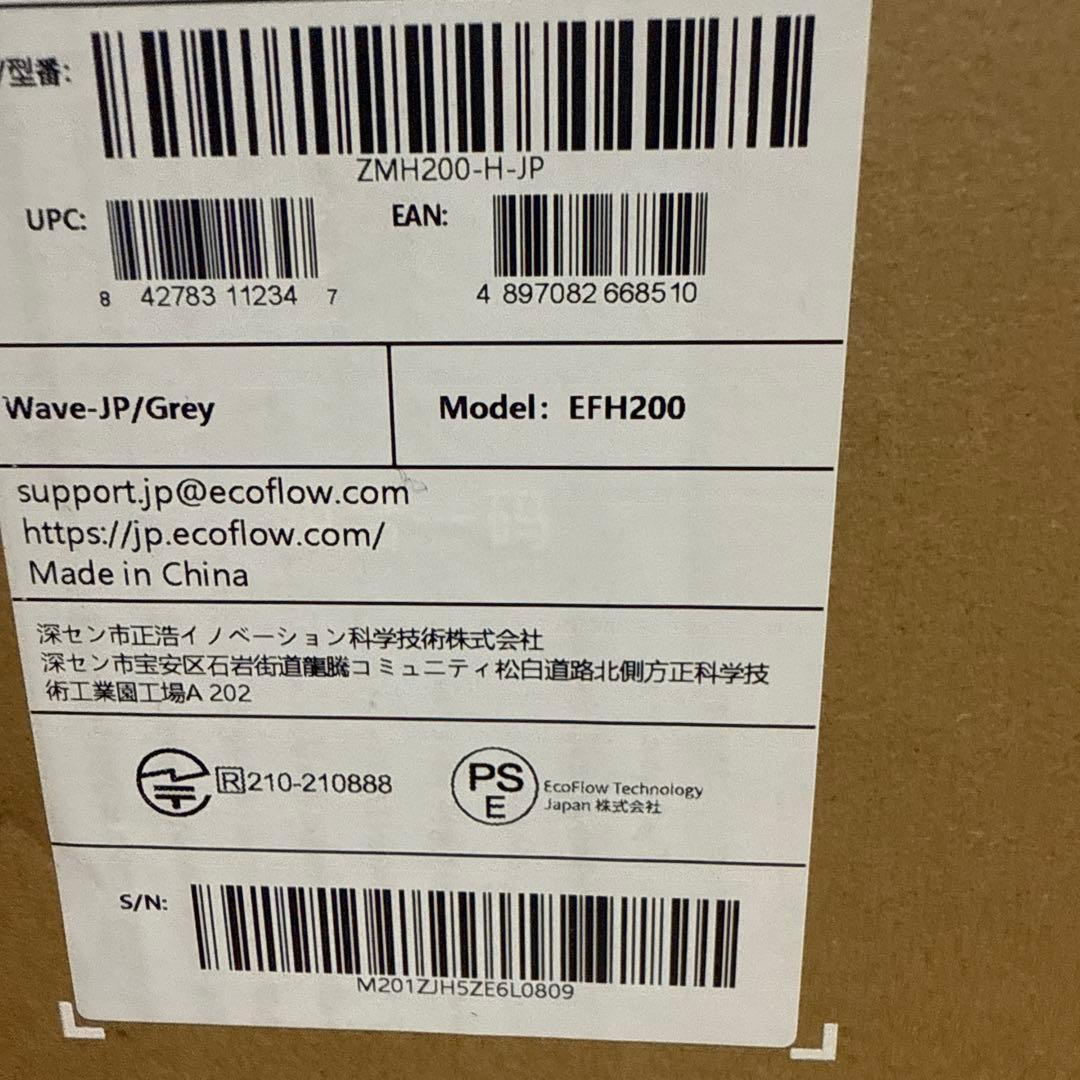 /型番:
ZMH200-H-JP
UPC:
EAN:
8 42783 11234 7
4 897082 668510
Wave-JP/Grey
Model: EFH200
support.jp@ecoflow.com
https://jp.ecoflow.com/
Made in China
深セン市正浩イノベーション科学技術株式会社
深セン市宝安区石岩街道龍騰コミュニティ松白道路北側方正科学技
術工業園工場A 202
R 210-210888
PS
E
EcoFlow Technology
Japan 株式会社
S/N:
M201ZJH5ZE6L0809